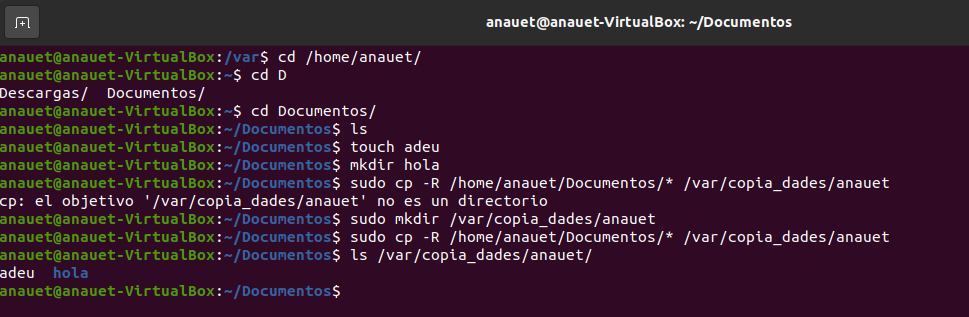 anauet@anauet-VirtualBox: ~/Documentos
anauet@anauet-VirtualBox:/var$ cd /home/anauet/
anauet@anauet-VirtualBox:~$ cd D
Descargas/  Documentos/
anauet@anauet-VirtualBox:~$ cd Documentos/
anauet@anauet-VirtualBox:~/Documentos$ ls
anauet@anauet-VirtualBox:~/Documentos$ touch adeu
anauet@anauet-VirtualBox:~/Documentos$ mkdir hola
anauet@anauet-VirtualBox:~/Documentos$ sudo cp -R /home/anauet/Documentos/* /var/copia_dades/anauet
cp: el objetivo '/var/copia_dades/anauet' no es un directorio
anauet@anauet-VirtualBox:~/Documentos$ sudo mkdir /var/copia_dades/anauet
anauet@anauet-VirtualBox:~/Documentos$ sudo cp -R /home/anauet/Documentos/* /var/copia_dades/anauet
anauet@anauet-VirtualBox:~/Documentos$ ls /var/copia_dades/anauet/
adeu  hola
anauet@anauet-VirtualBox:~/Documentos$